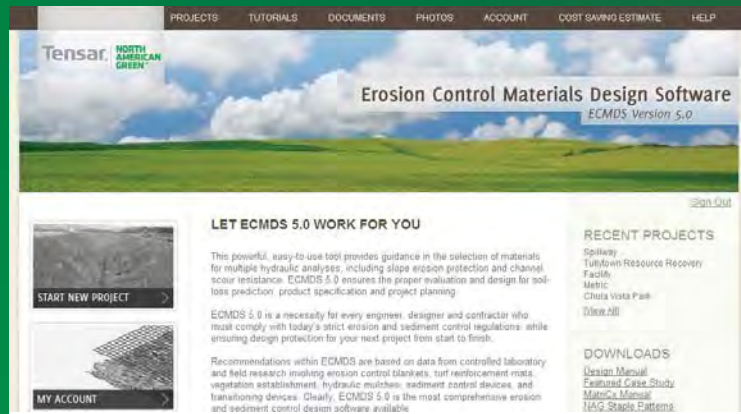 PROJECTS TUTORIALS DOCUMENTS PHOTOS ACCOUNT COST SAVING ESTIMATE HELP
Tensar. NORTH
AMERICAN
GREEN
Erosion Control Materials Design Software
ECMDS Version 5.0
Sign Out
LET ECMDS 5.0 WORK FOR YOU
This powerful, easy-to-use tool provides guidance in the selection of materials
for multiple hydraulic analyses, including slope erosion protection and channel
scour resistance. ECMDS 5.0 ensures the proper evaluation and design for soil-
loss prediction, product specification and project planning.
ECMDS 5.0 is a necessity for every engineer, designer and contractor who
must comply with today's strict erosion and sediment control regulations, while
ensuring design protection for your next project from start to finish.
Recommendations within ECMDS are based on data from controlled laboratory
and field research involving erosion control blankets, turf reinforcement mats,
vegetation establishment, hydraulic mulches, sediment control devices, and
transitioning devices. Clearly, ECMDS 5.0 is the most comprehensive erosion
and sediment control design software available
START NEW PROJECT
MY ACCOUNT
RECENT PROJECTS
Spillway
Tullytown Resource Recovery
Facility
Metric
Chula Vista Park
[View All]
DOWNLOADS
Design Manual
Featured Case Study
MatriCx Manual
NAG Staple Patterns